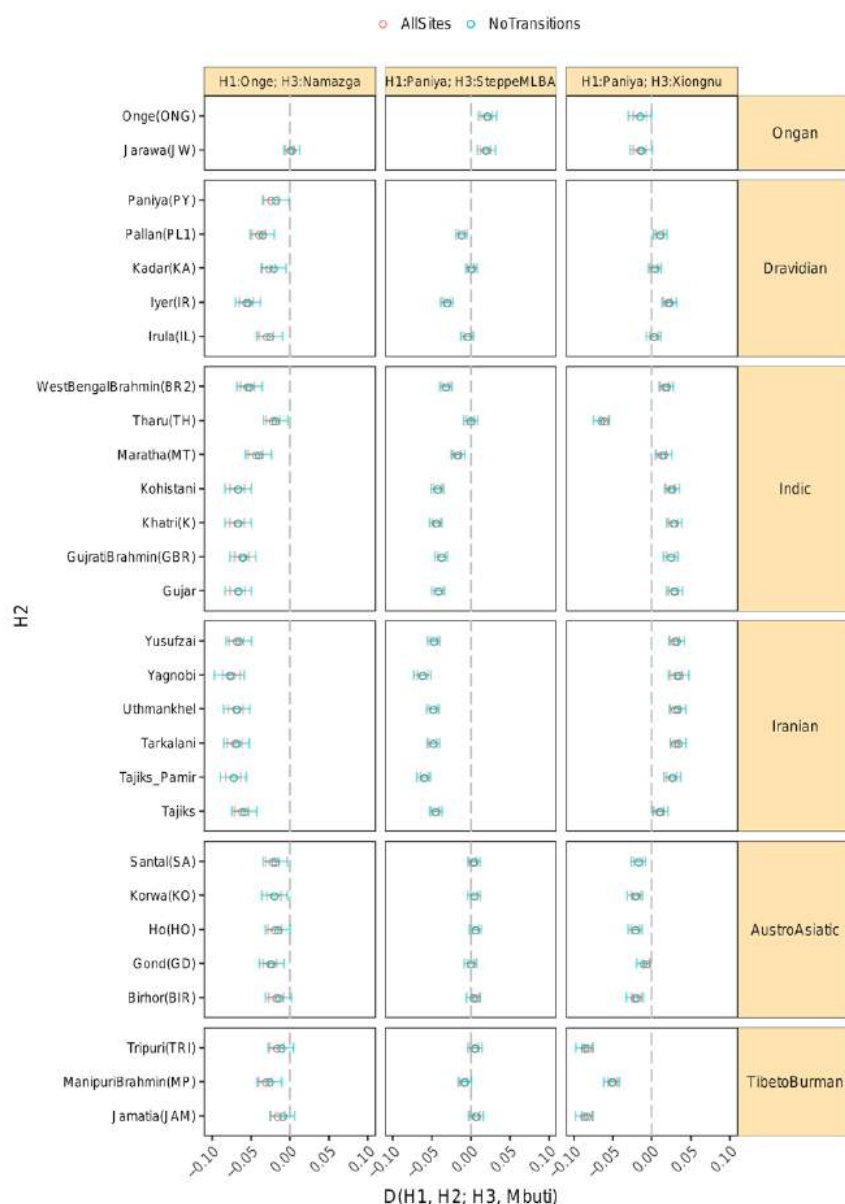 AllSites NoTransitions
H1:Onge; H3:Namazga H1:Paniya; H3:SteppeMLBA H1:Paniya; H3:Xiongnu
Onge(ONG)
Jarawa(JW)
Ongan
Paniya(PY)
Pallan(PL1)
Kadar(KA)
Iyer(IR)
Irula(IL)
Dravidian
WestBengalBrahmin(BR2)
Tharu(TH)
Maratha(MT)
Kohistani
Khatri(K)
GujratiBrahmin(GBR)
Gujar
Indic
H2
Yusufzai
Yagnobi
Uthmankhel
Tarkalani
Tajiks_Pamir
Tajiks
Iranian
Santal(SA)
Korwa(KO)
Ho(HO)
Gond(GD)
Birhor(BIR)
AustroAsiatic
Tripuri(TRI)
ManipuriBrahmin(MP)
Jamatia(JAM)
TibetoBurman
−0.10 −0.05 0.00 0.05 0.10 −0.10 −0.05 0.00 0.05 0.10 −0.10 −0.05 0.00 0.05 0.10
D(H1, H2; H3, Mbuti)